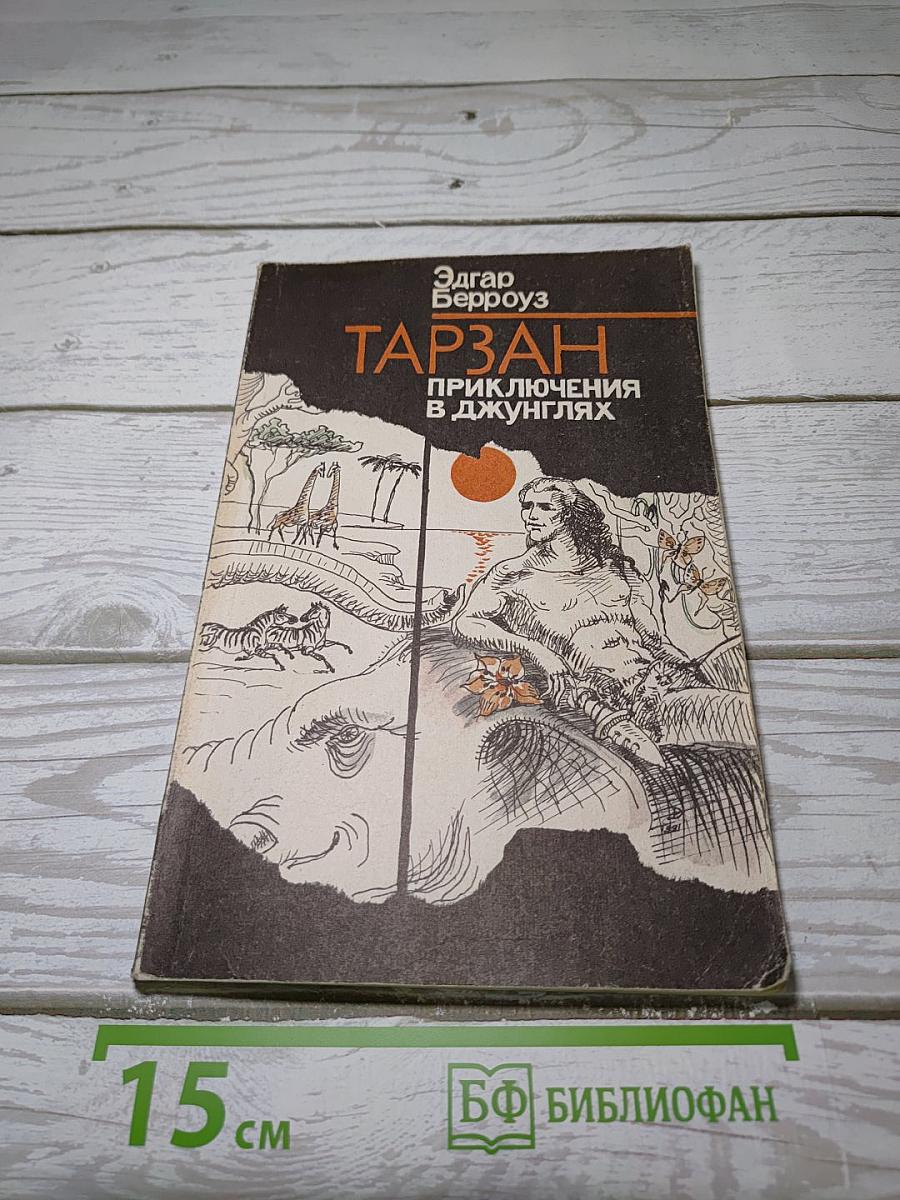 Эдгар
Берроуз
ТАРЗАН
ПРИКЛЮЧЕНИЯ
В ДЖУНГЛЯХ
15 см
БФ БИБЛИОФАН